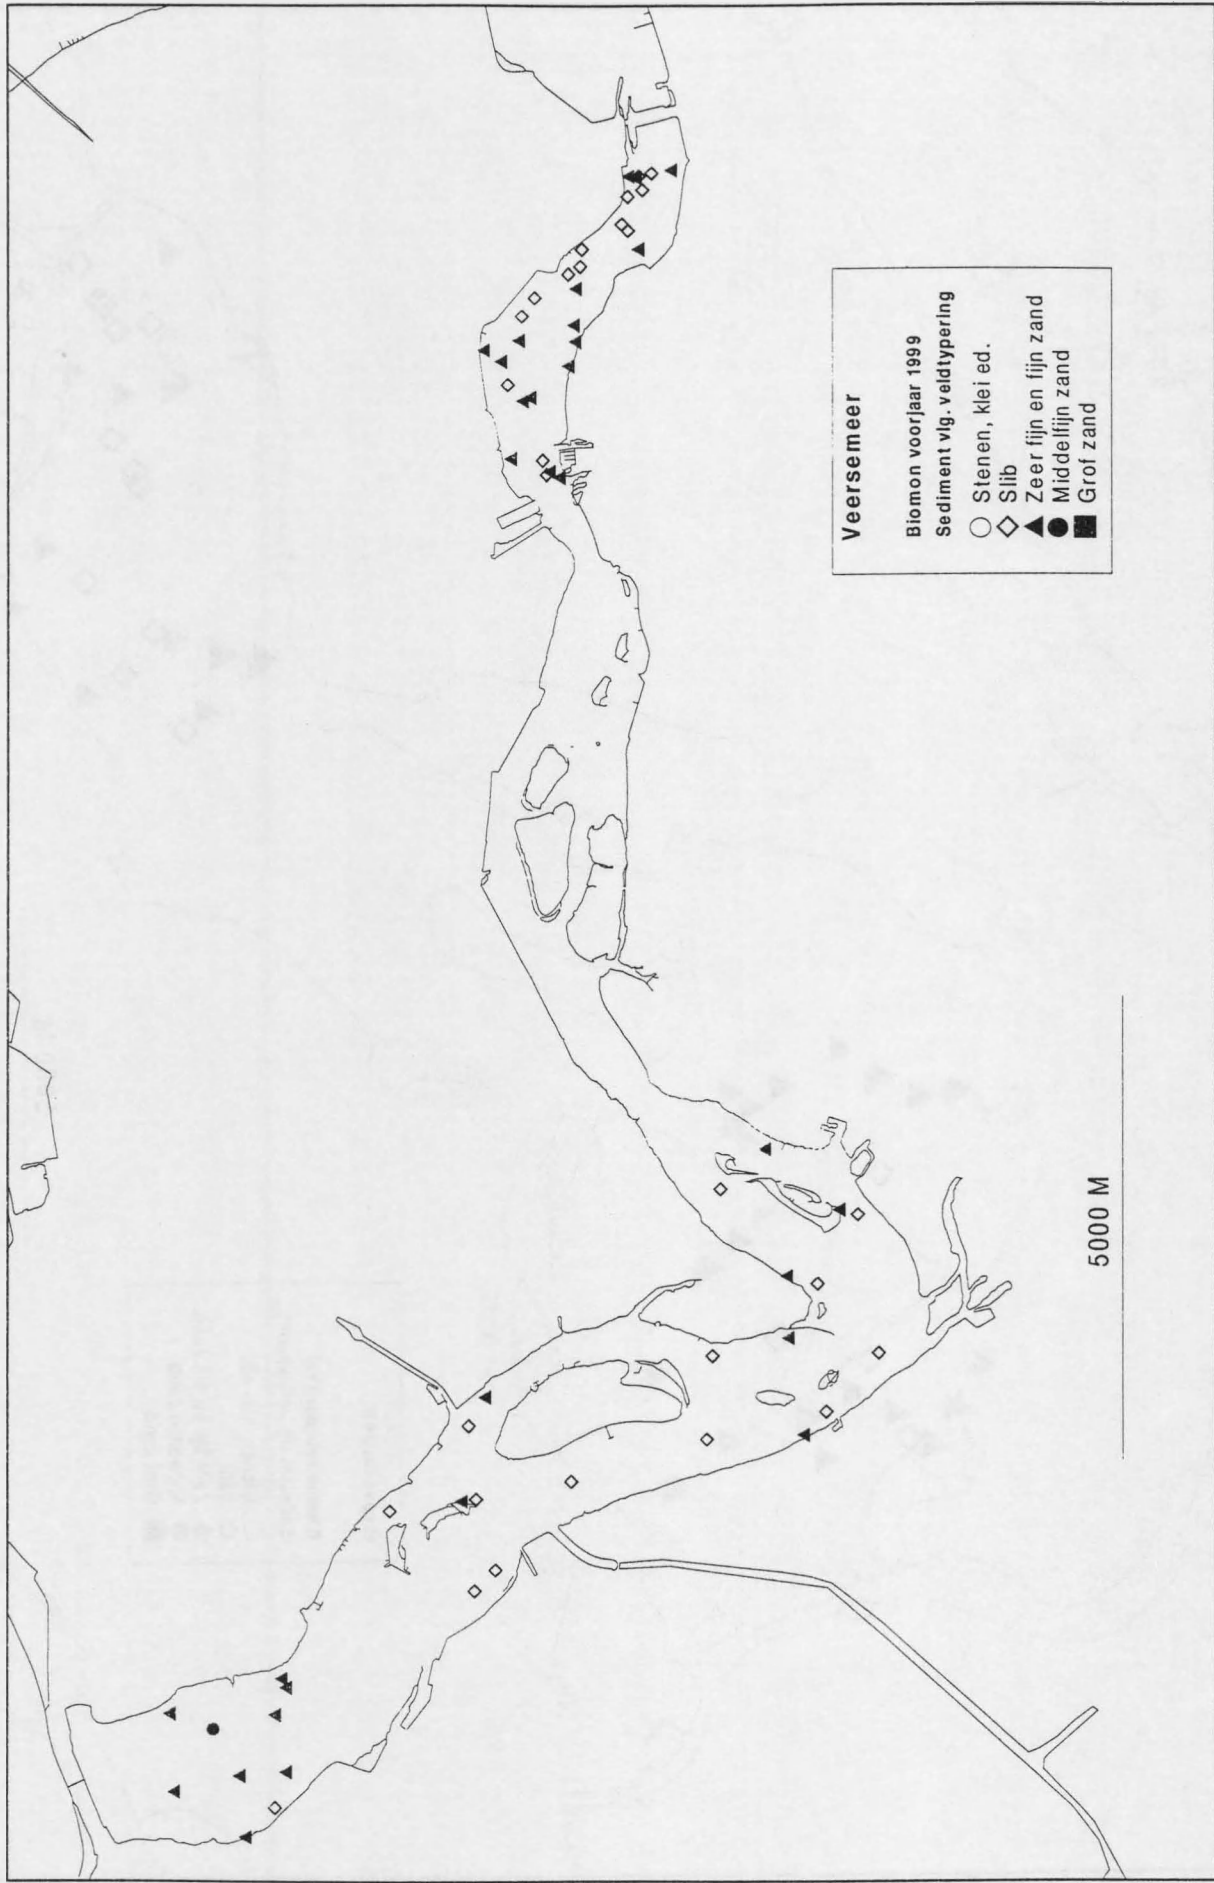 Veersemeer
Biomon voorjaar 1999
Sediment vlg. veldtypering
Stenen, klei ed.
Slib
Zeer fijn en fijn zand
Middelfijn zand
Grof zand
5000 M